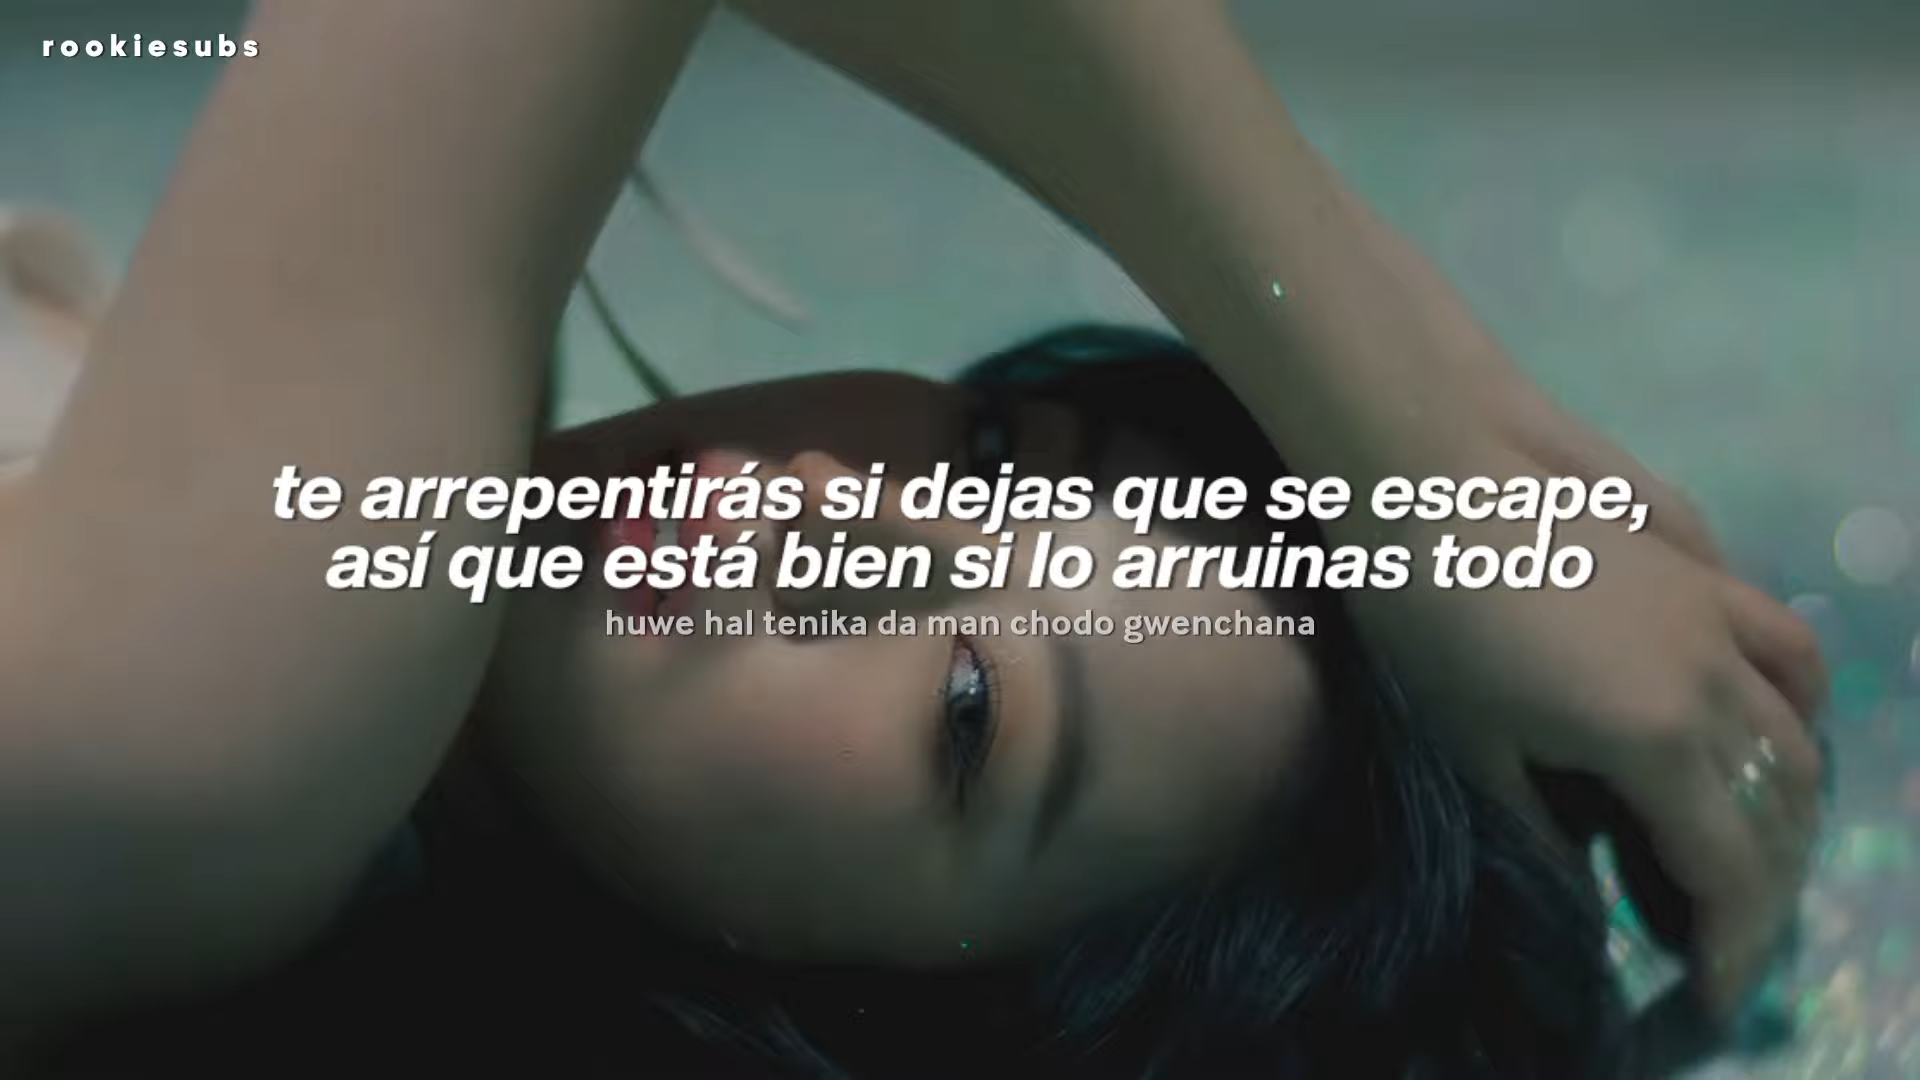 rookiesubs
te arrepentirás si dejas que se escape,
así que está bien si lo arruinas todo
huwe hal tenika da man chodo gwenchana